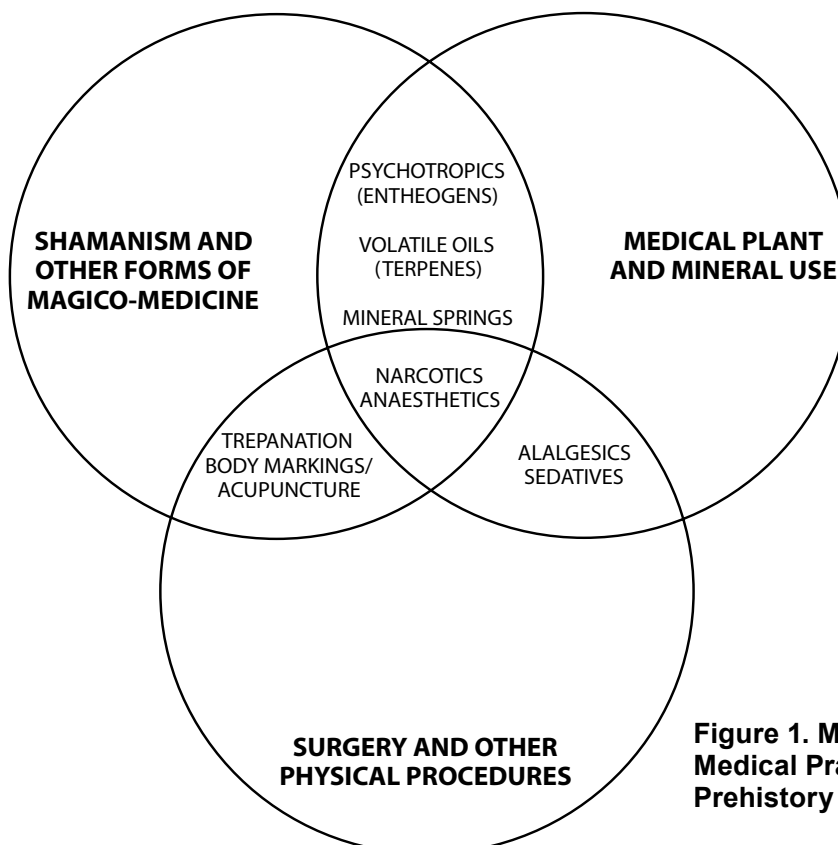 PSYCHOTROPICS
(ENTHEOGENS)
SHAMANISM AND
OTHER FORMS OF
MAGICO-MEDICINE
VOLATILE OILS
(TERPENES)
MEDICAL PLANT
AND MINERAL USE
MINERAL SPRINGS
NARCOTICS
ANAESTHETICS
TREPANATION
BODY MARKINGS/
ACUPUNCTURE
ALALGESICS
SEDATIVES
SURGERY AND OTHER
PHYSICAL PROCEDURES
Figure 1.
Medical
Prehistory